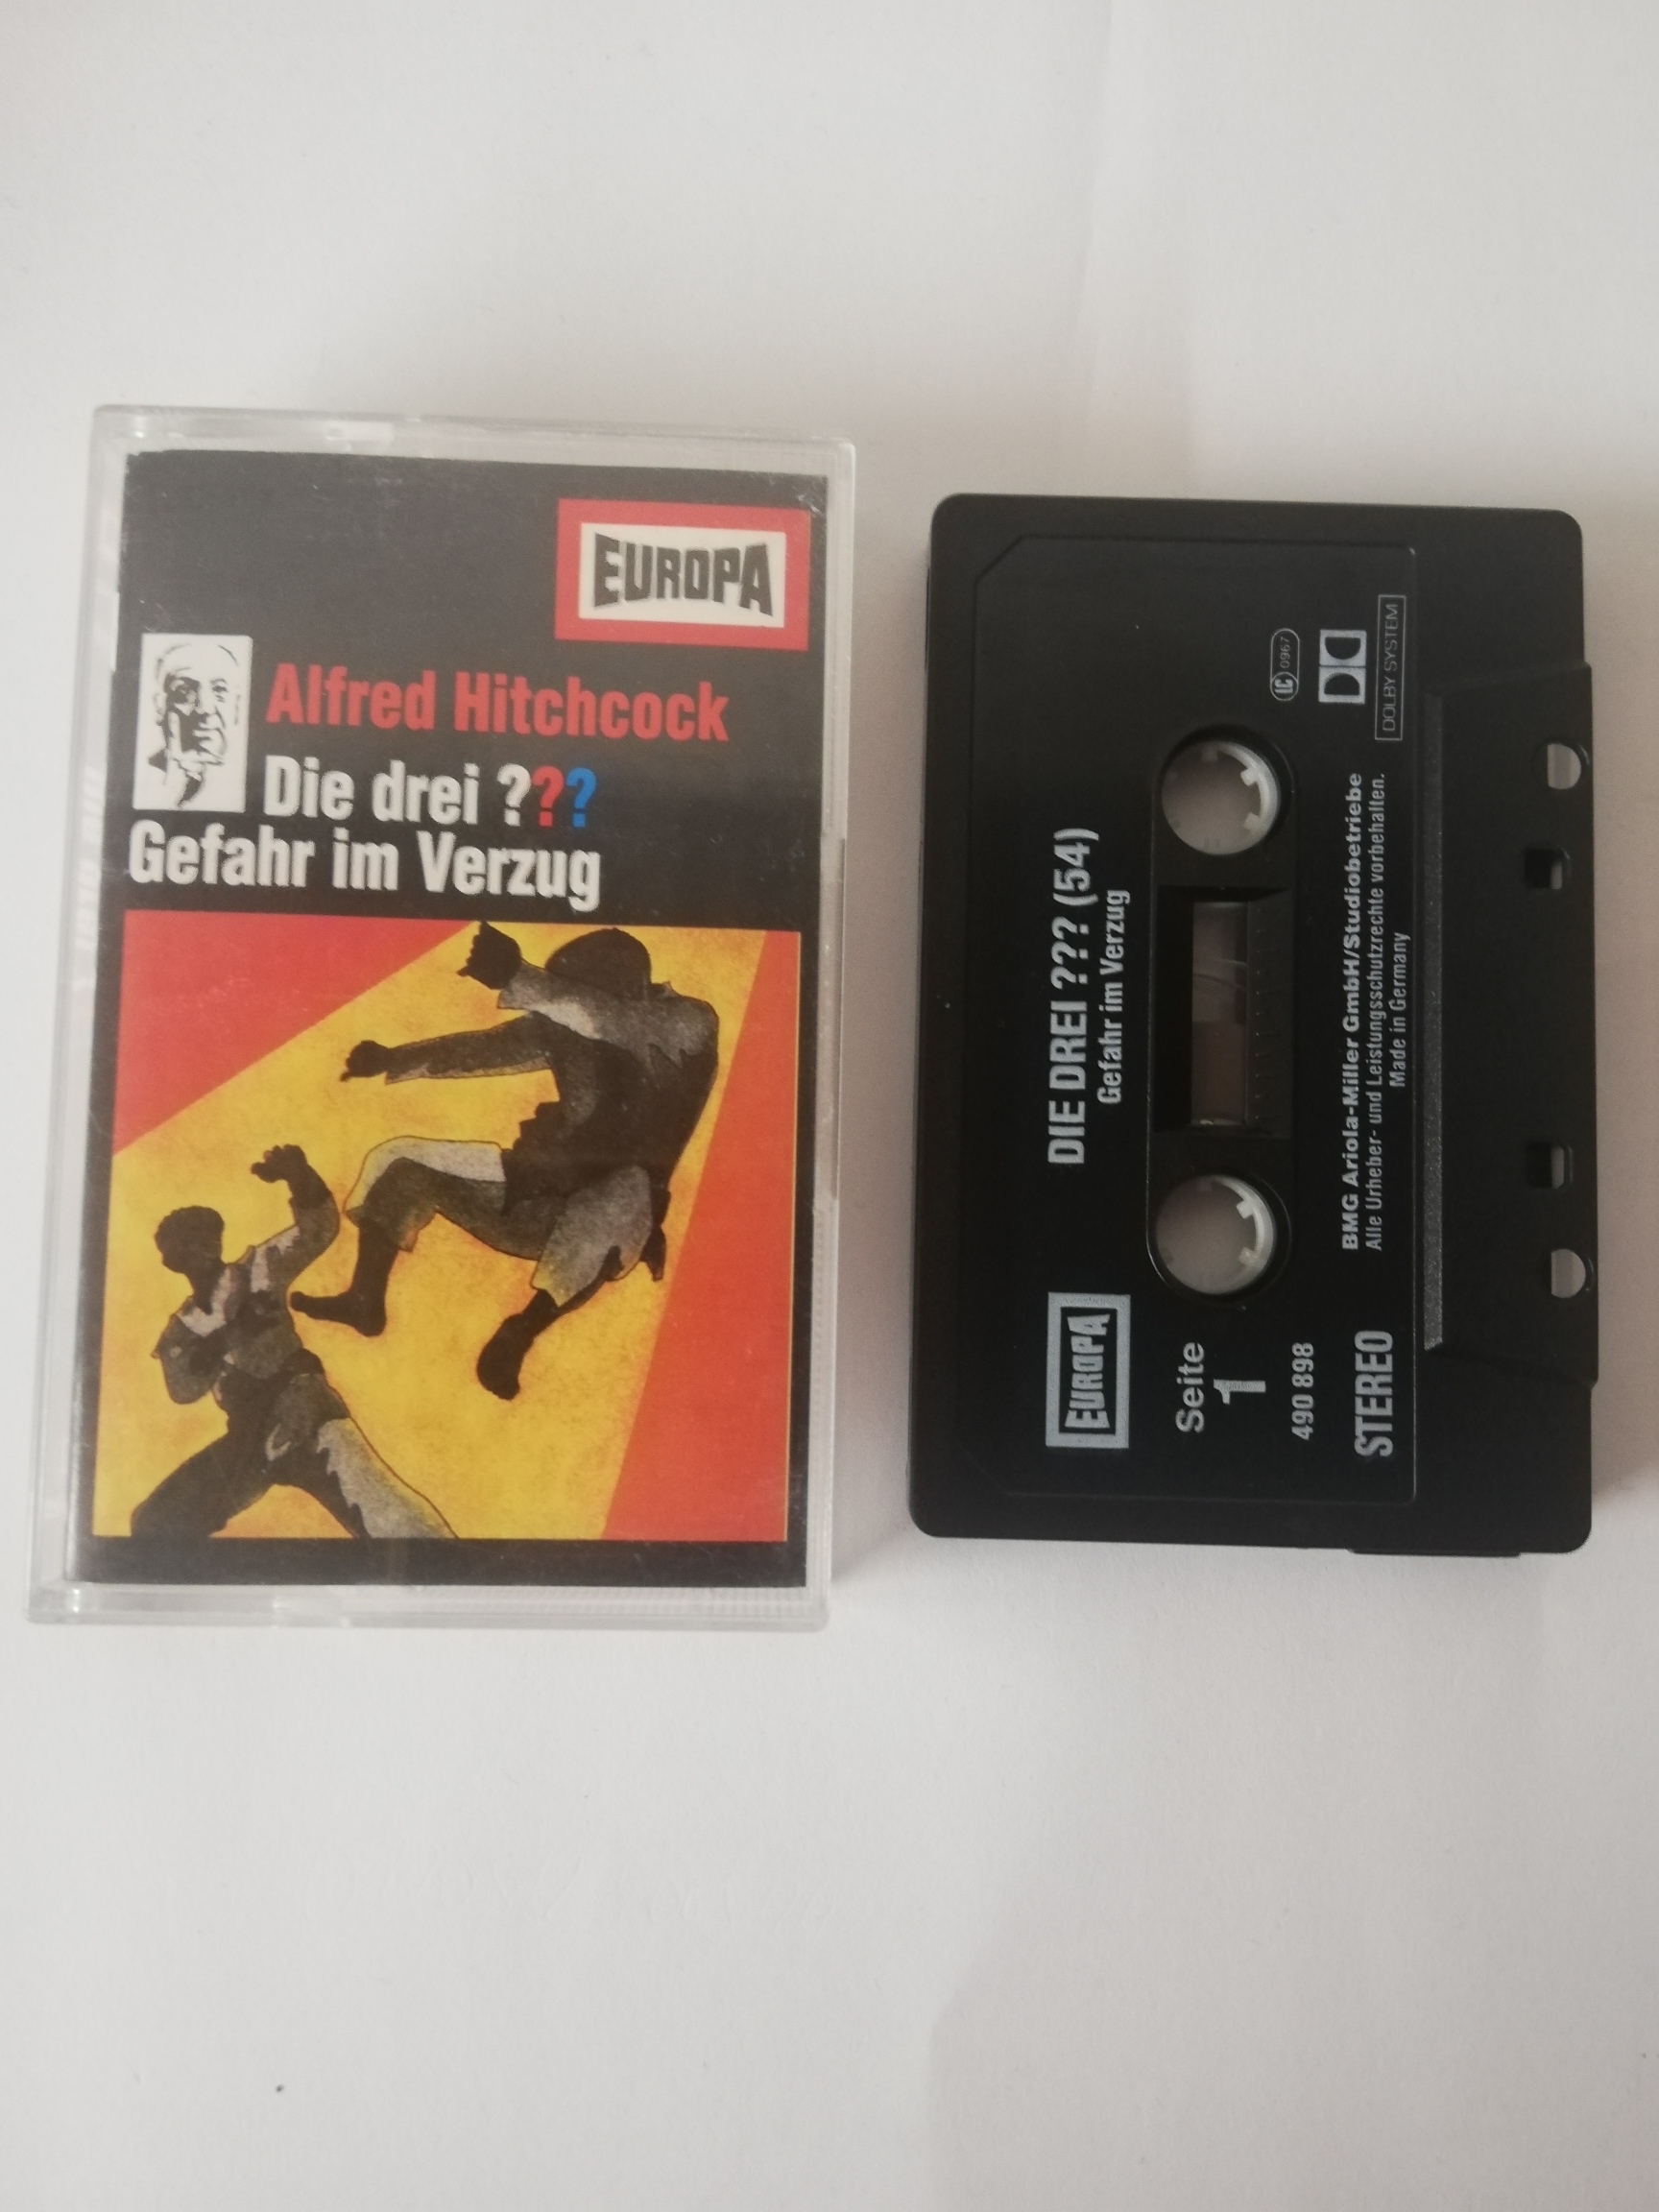 EUROPA
Alfred Hitchcock
Die drei ???
Gefahr im Verzug
DIE DREI ??? (54)
Gefahr im Verzug
EUROPA
Seite
1
490 898
STEREO
LC 0967
DOLBY SYSTEM
BMG Ariola-Miller GmbH/Studiobetriebe
Alle Urheber- und Leistungsschutzrechte vorbehalten.
Made in Germany